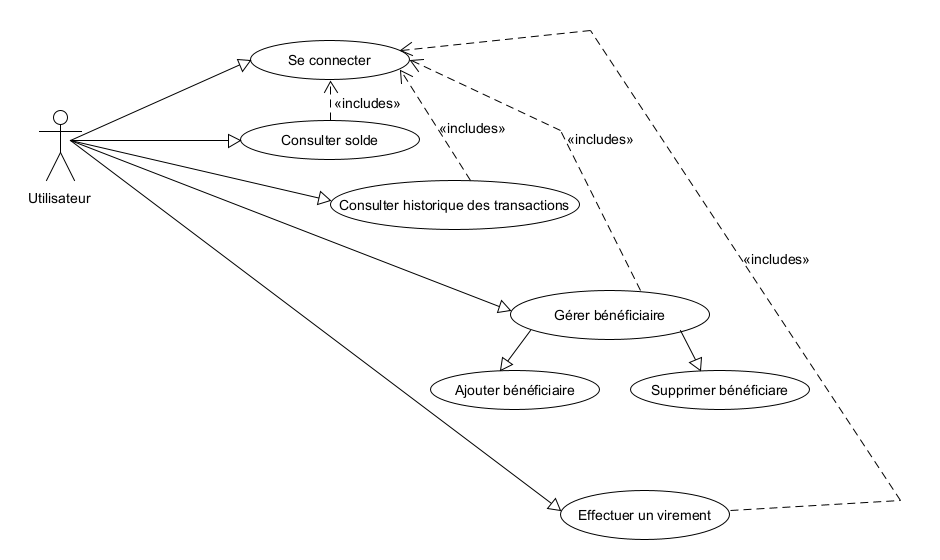 Se connecter
«includes»
Consulter solde
«includes»
«includes»
Utilisateur
Consulter historique des transactions
«includes»
Gérer bénéficiaire
Ajouter bénéficiaire
Supprimer bénéficiare
Effectuer un virement